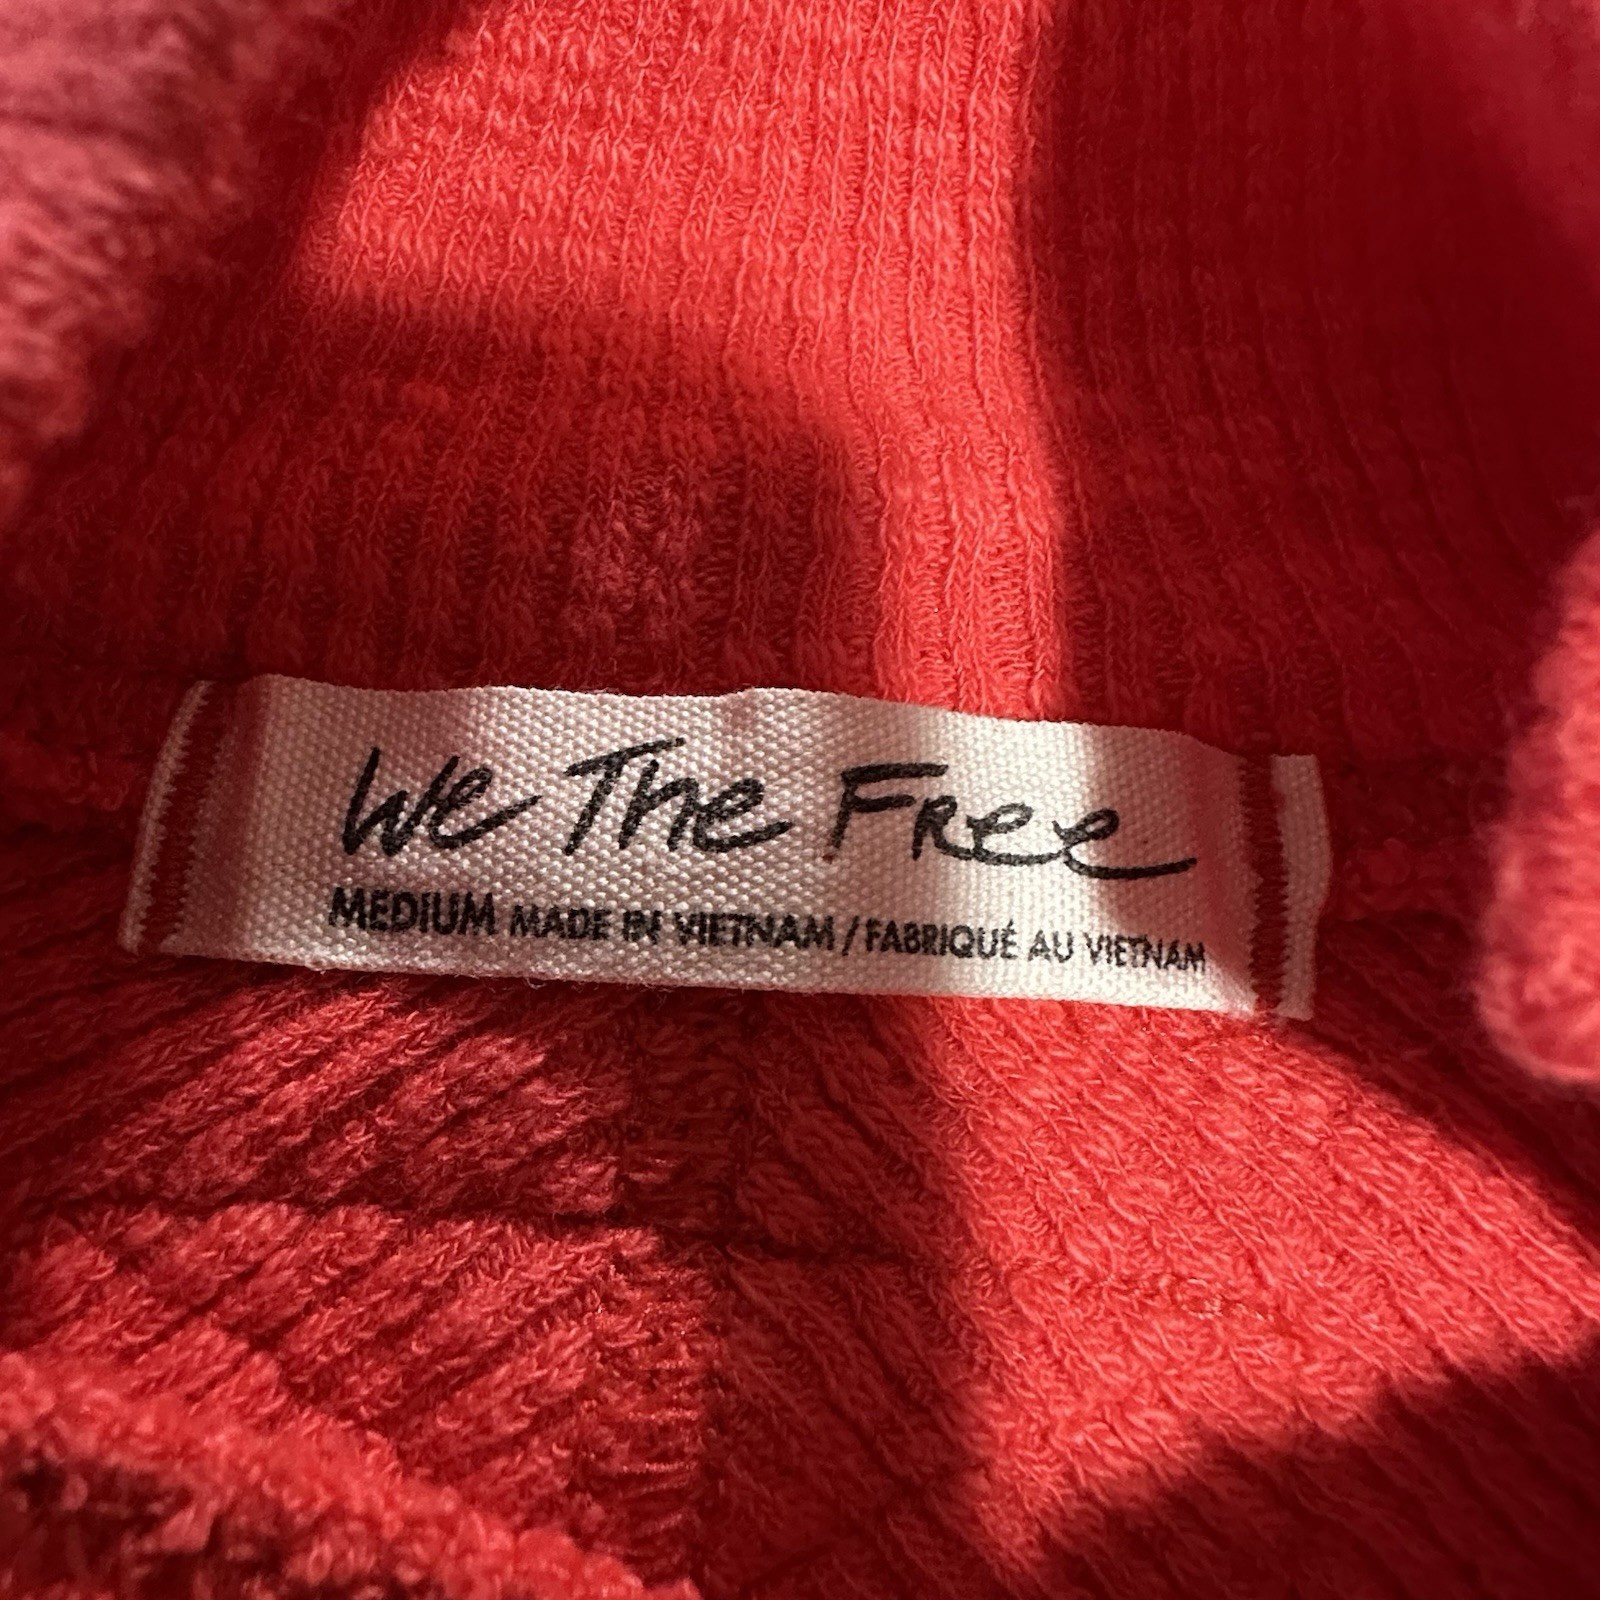 We The Free
MEDIUM MADE IN VIETNAM / FABRIQUÉ AU VIETNAM